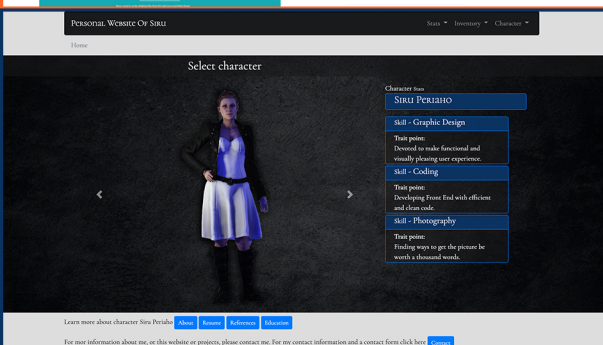 Personal Website Of Siru
Stats Inventory Character
Home
Select character
Character Stats
Siru Periaho
Skill - Graphic Design
Trait point:
Devoted to make functional and
visually pleasing user experience.
Skill - Coding
Trait point:
Developing Front End with efficient
and clean code.
Skill - Photography
Trait point:
Finding ways to get the picture be
worth a thousand words.
Learn more about character Siru Periaho About Resume References Education
For mor information about me, or this website or projects, please contact me. For my contact information and a contact form click here Contact